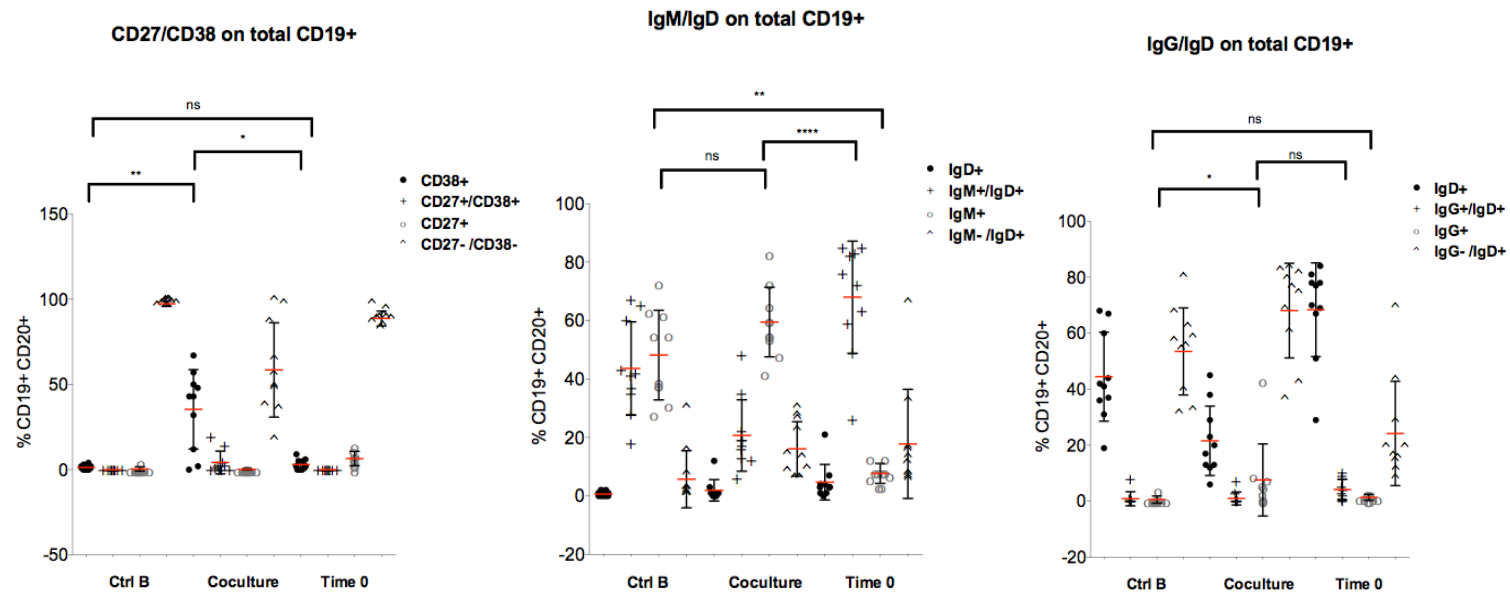 CD27/CD38 on total CD19+
ns
*
**
CD38+
CD27+/CD38+
CD27+
CD27- /CD38-
150
100
50
0
-50
% CD19+ CD20+
Ctrl B Coculture Time 0
IgM/IgD on total CD19+
**
****
ns
IgD+
IgM+/IgD+
IgM+
IgM- /IgD+
100
80
60
40
20
0
-20
% CD19+ CD20+
Ctrl B Coculture Time 0
IgG/IgD on total CD19+
ns
ns
*
IgD+
IgG+/IgD+
IgG+
IgG- /IgD+
100
80
60
40
20
0
-20
% CD19+ CD20+
Ctrl B Coculture Time 0